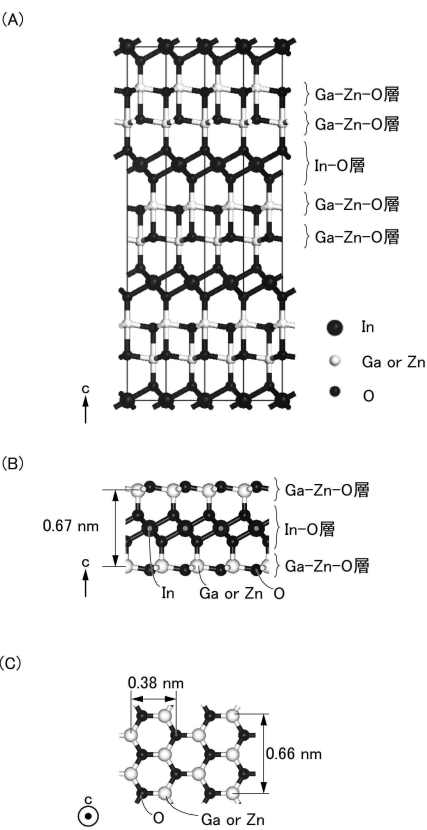 (A)
Ga-Zn-O層
Ga-Zn-O層
In-O層
Ga-Zn-O層
Ga-Zn-O層
In
Ga or Zn
O
c
(B)
Ga-Zn-O層
0.67 nm
In-O層
c
Ga-Zn-O層
In
Ga or Zn
O
(C)
0.38 nm
0.66 nm
c
O
Ga or Zn